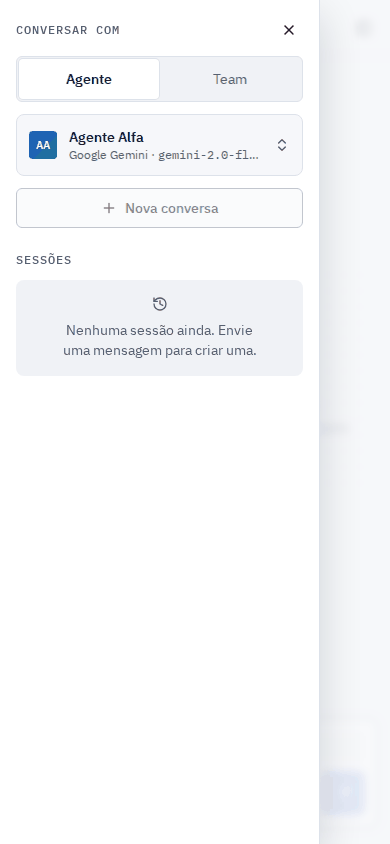 CONVERSAR COM
Agente
Team
AA
Agente Alfa
Google Gemini · gemini-2.0-fl…
Nova conversa
SESSÕES
Nenhuma sessão ainda. Envie
uma mensagem para criar uma.